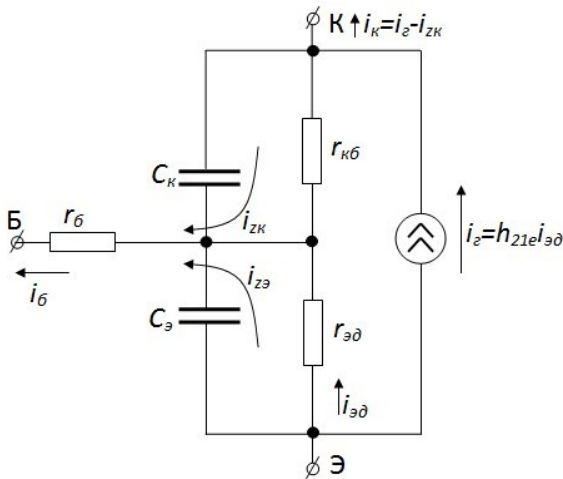 К iк=iг-izк
Cк
rкб
izк
Б
rб
iб
izэ
Cэ
rэд
iэд
iг=h21eiэд
Э